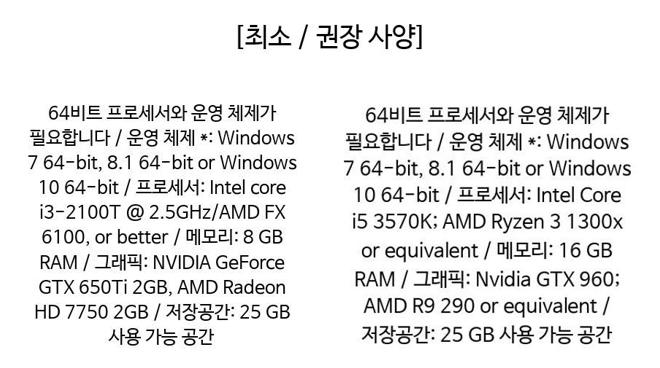 [최소 / 권장 사양]
64비트 프로세서와 운영 체제가
필요합니다 / 운영 체제 *: Windows
7 64-bit, 8.1 64-bit or Windows
10 64-bit / 프로세서: Intel core
i3-2100T @ 2.5GHz/AMD FX
6100, or better / 메모리: 8 GB
RAM / 그래픽: NVIDIA GeForce
GTX 650Ti 2GB, AMD Radeon
HD 7750 2GB / 저장공간: 25 GB
사용 가능 공간
64비트 프로세서와 운영 체제가
필요합니다 / 운영 체제 *: Windows
7 64-bit, 8.1 64-bit or Windows
10 64-bit / 프로세서: Intel Core
i5 3570K; AMD Ryzen 3 1300x
or equivalent / 메모리: 16 GB
RAM / 그래픽: Nvidia GTX 960;
AMD R9 290 or equivalent /
저장공간: 25 GB 사용 가능 공간